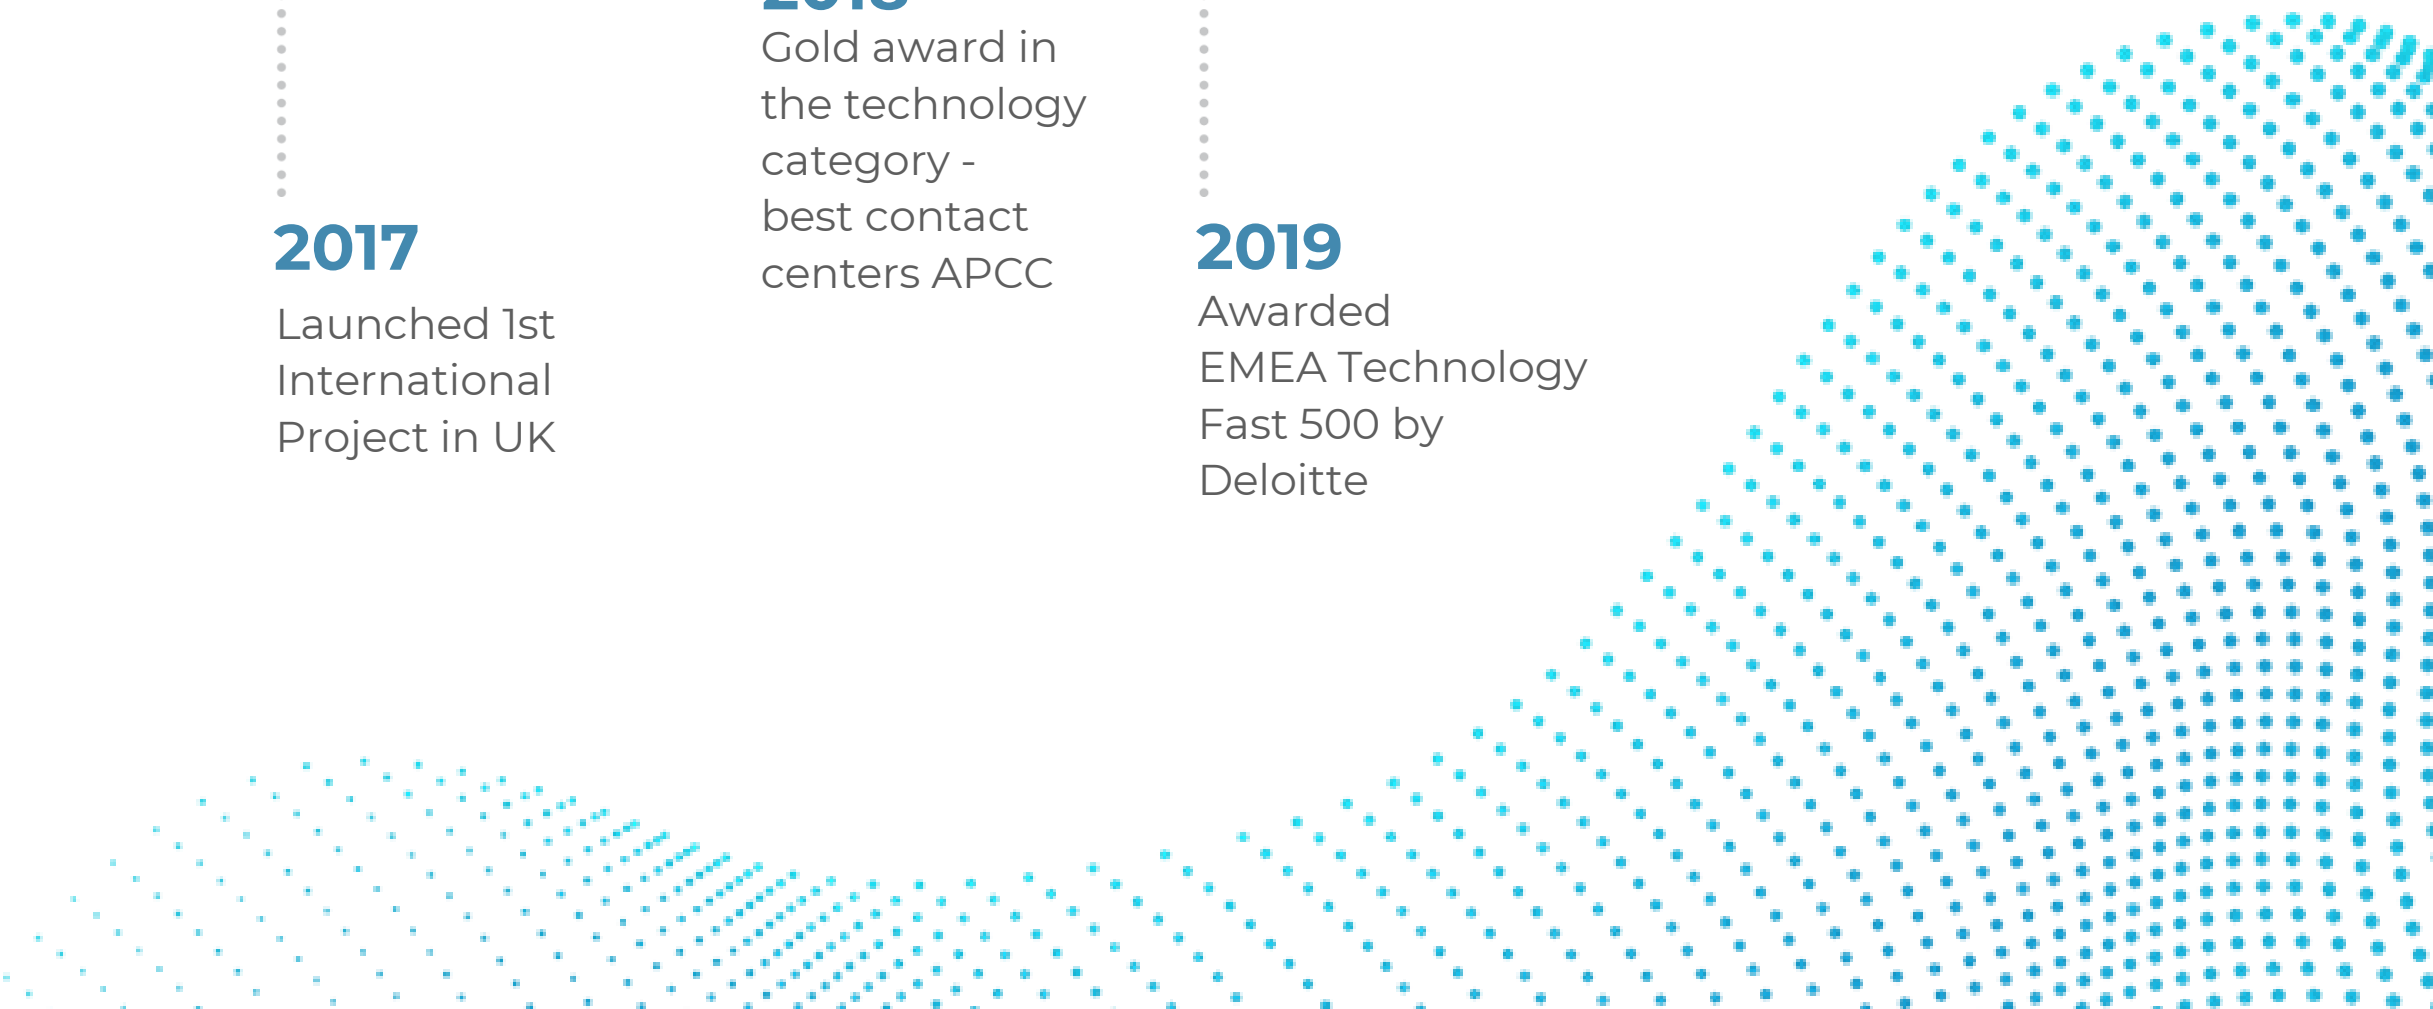 2017
Launched 1st
International
Project in UK
2018
Gold award in
the technology
category -
best contact
centers APCC
2019
Awarded
EMEA Technology
Fast 500 by
Deloitte